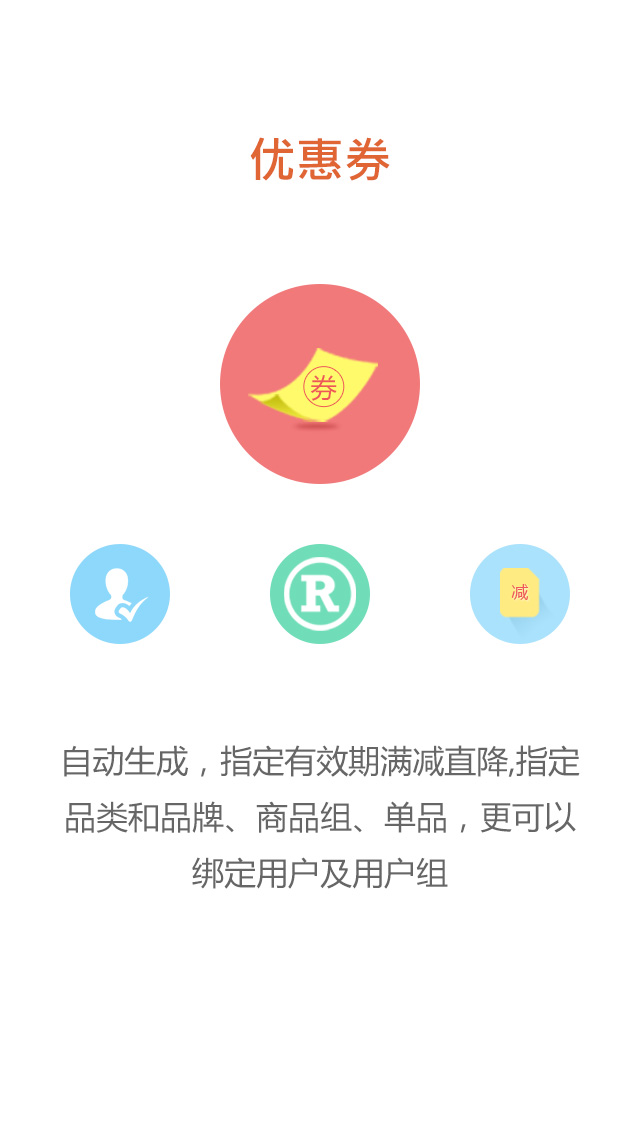 优惠券
券
R
减
自动生成，指定有效期满减直降,指定
品类和品牌、商品组、单品，更可以
绑定用户及用户组